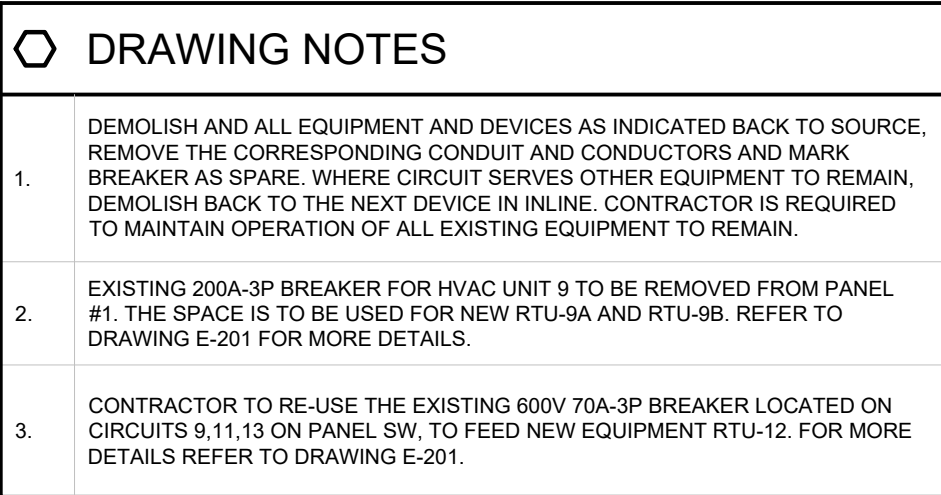 DRAWING NOTES
1.
DEMOLISH AND ALL EQUIPMENT AND DEVICES AS INDICATED BACK TO SOURCE,
REMOVE THE CORRESPONDING CONDUIT AND CONDUCTORS AND MARK
BREAKER AS SPARE. WHERE CIRCUIT SERVES OTHER EQUIPMENT TO REMAIN,
DEMOLISH BACK TO THE NEXT DEVICE IN INLINE. CONTRACTOR IS REQUIRED
TO MAINTAIN OPERATION OF ALL EXISTING EQUIPMENT TO REMAIN.
2.
EXISTING 200A-3P BREAKER FOR HVAC UNIT 9 TO BE REMOVED FROM PANEL
#1. THE SPACE IS TO BE USED FOR NEW RTU-9A AND RTU-9B. REFER TO
DRAWING E-201 FOR MORE DETAILS.
3.
CONTRACTOR TO RE-USE THE EXISTING 600V 70A-3P BREAKER LOCATED ON
CIRCUITS 9,11,13 ON PANEL SW, TO FEED NEW EQUIPMENT RTU-12. FOR MORE
DETAILS REFER TO DRAWING E-201.